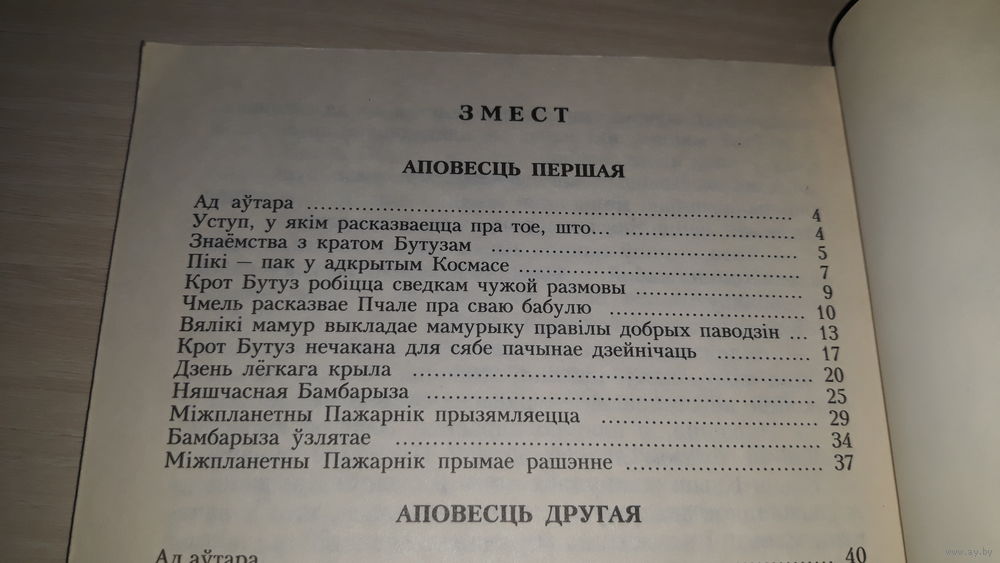 ЗМЕСТ
АПОВЕСЦЬ ПЕРШАЯ
Ад аўтара ........................ 4
Уступ, у якім расказваецца пра тое, што... ........................ 4
Знаёмства з кратом Бутузам ........................ 5
Пікі — пак у адкрытым Космасе ........................ 7
Крот Бутуз робіцца сведкам чужой размовы ........................ 9
Чмель расказвае Пчале пра сваю бабулю ........................ 10
Вялікі мамур выкладае мамурыку правілы добрых паводзін ... 13
Крот Бутуз нечакана для сябе пачынае дзейнічаць ............ 17
Дзень лёгкага крыла ........................ 20
Няшчасная Бамбарыза ........................ 25
Міжпланетны Пажарнік прызямляецца ........................ 29
Бамбарыза ўзлятае ........................ 34
Міжпланетны Пажарнік прымае рашэнне ........................ 37
АПОВЕСЦЬ ДРУГАЯ
Ад аўтара ........................ 40
www.ay.by